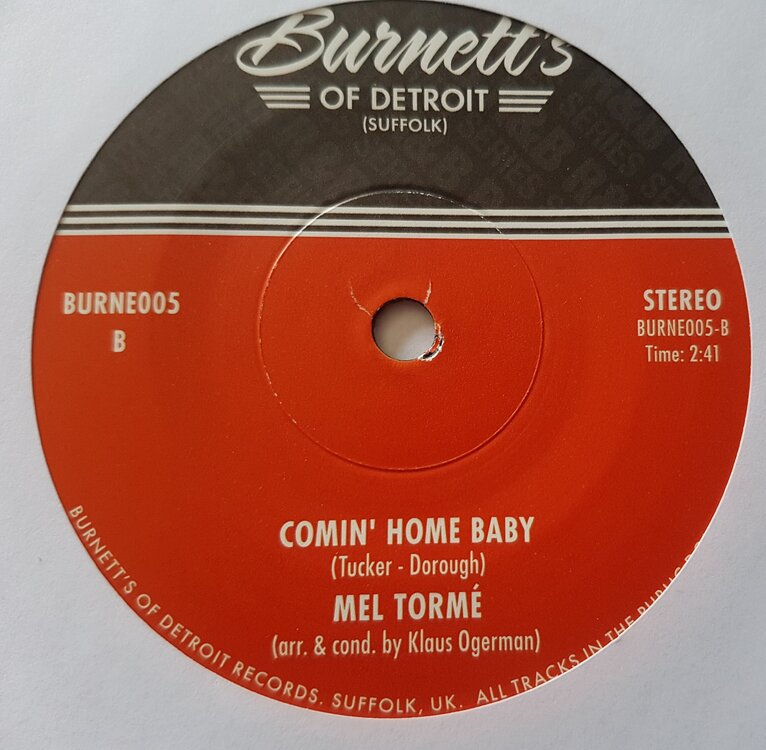 Burnett's
OF DETROIT
(SUFFOLK)
BURNE005
B
STEREO
BURNE005-B
Time: 2:41
COMIN' HOME BABY
(Tucker - Dorough)
MEL TORMÉ
(arr. & cond. by Klaus Ogerman)
BURNETT'S OF DETROIT RECORDS. SUFFOLK, UK. ALL TRACKS IN THE PUBLIC